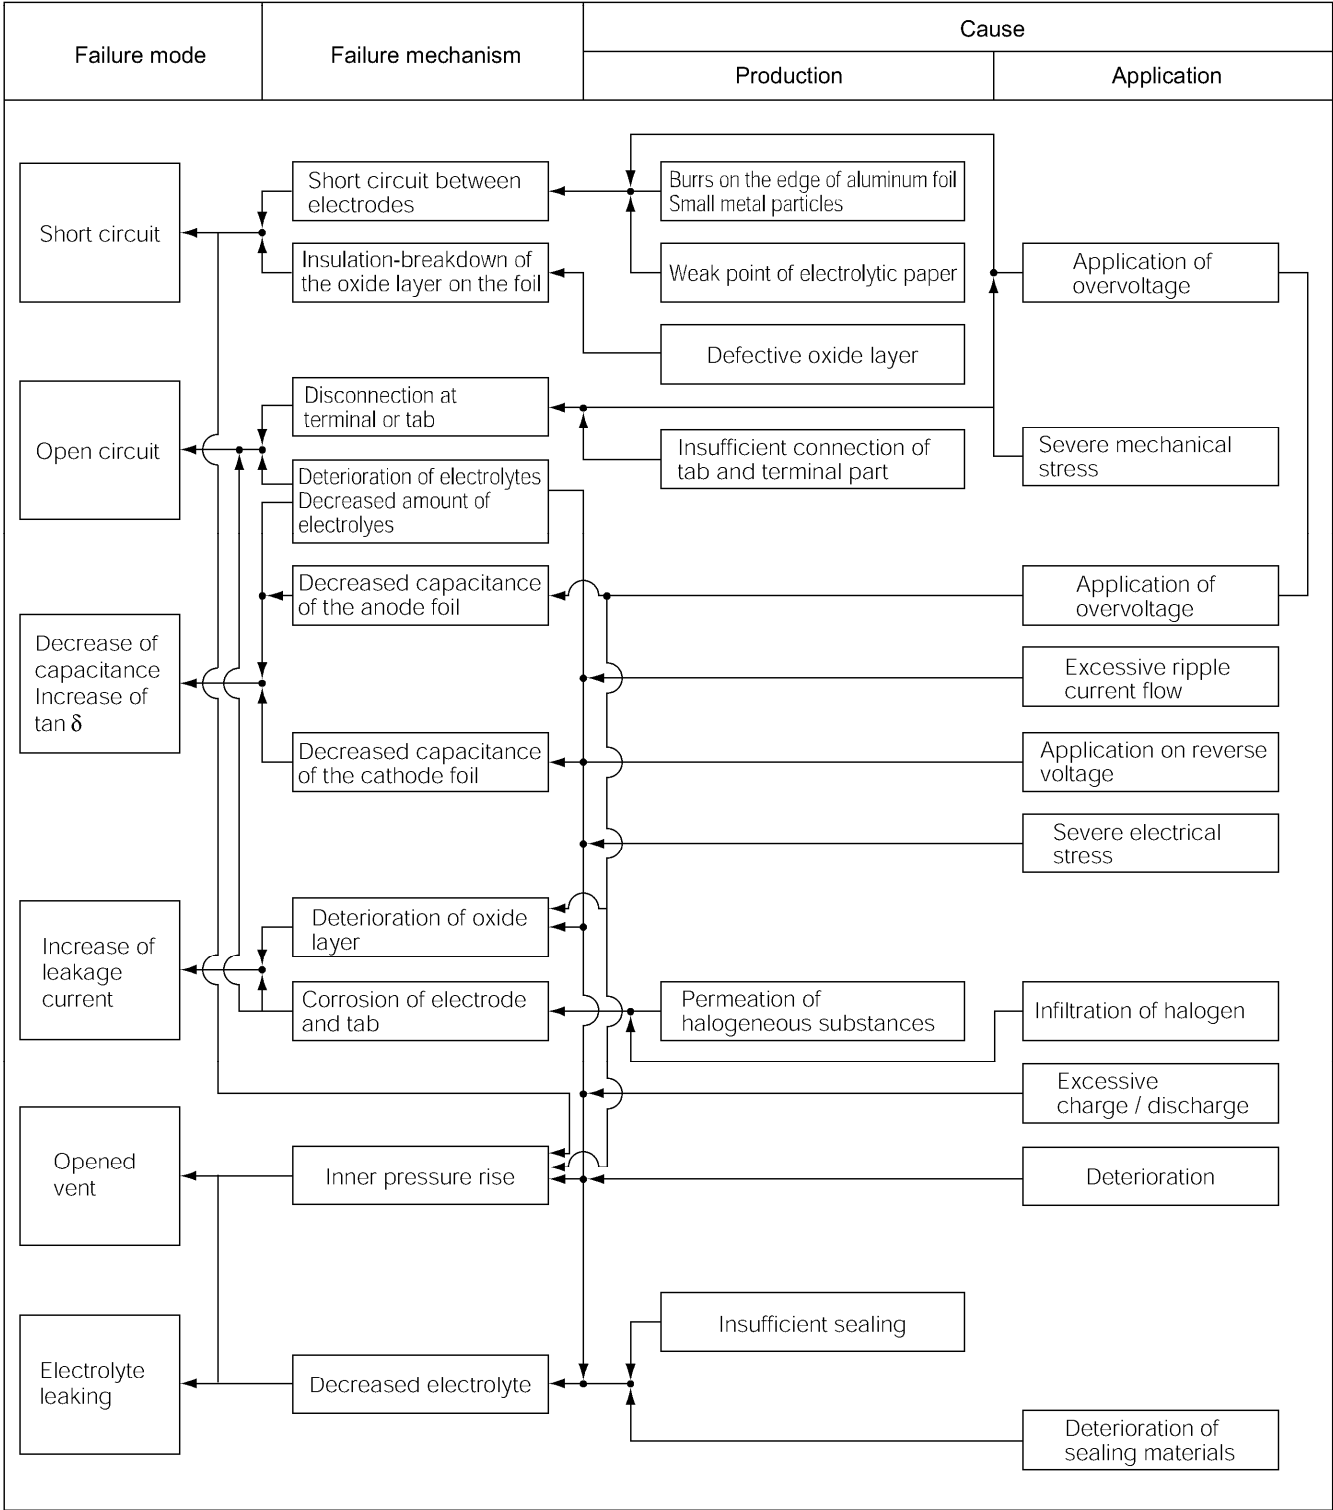 Failure mode
Failure mechanism
Cause
Production
Application
Short circuit
Short circuit between
electrodes
Burrs on the edge of aluminum foil
Small metal particles
Insulation-breakdown of
the oxide layer on the foil
Weak point of electrolytic paper
Application of
overvoltage
Defective oxide layer
Open circuit
Disconnection at
terminal or tab
Insufficient connection of
tab and terminal part
Severe mechanical
stress
Deterioration of electrolytes
Decreased amount of
electrolyes
Decreased capacitance
of the anode foil
Application of
overvoltage
Decrease of
capacitance
Increase of
tan δ
Excessive ripple
current flow
Decreased capacitance
of the cathode foil
Application on reverse
voltage
Severe electrical
stress
Increase of
leakage
current
Deterioration of oxide
layer
Corrosion of electrode
and tab
Permeation of
halogeneous substances
Infiltration of halogen
Excessive
charge / discharge
Opened
vent
Inner pressure rise
Deterioration
Insufficient sealing
Electrolyte
leaking
Decreased electrolyte
Deterioration of
sealing materials